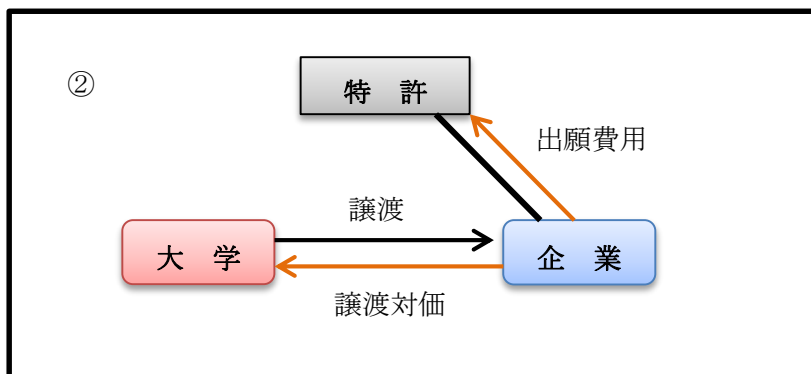 ②
特 許
出願費用
譲渡
大 学
企 業
譲渡対価